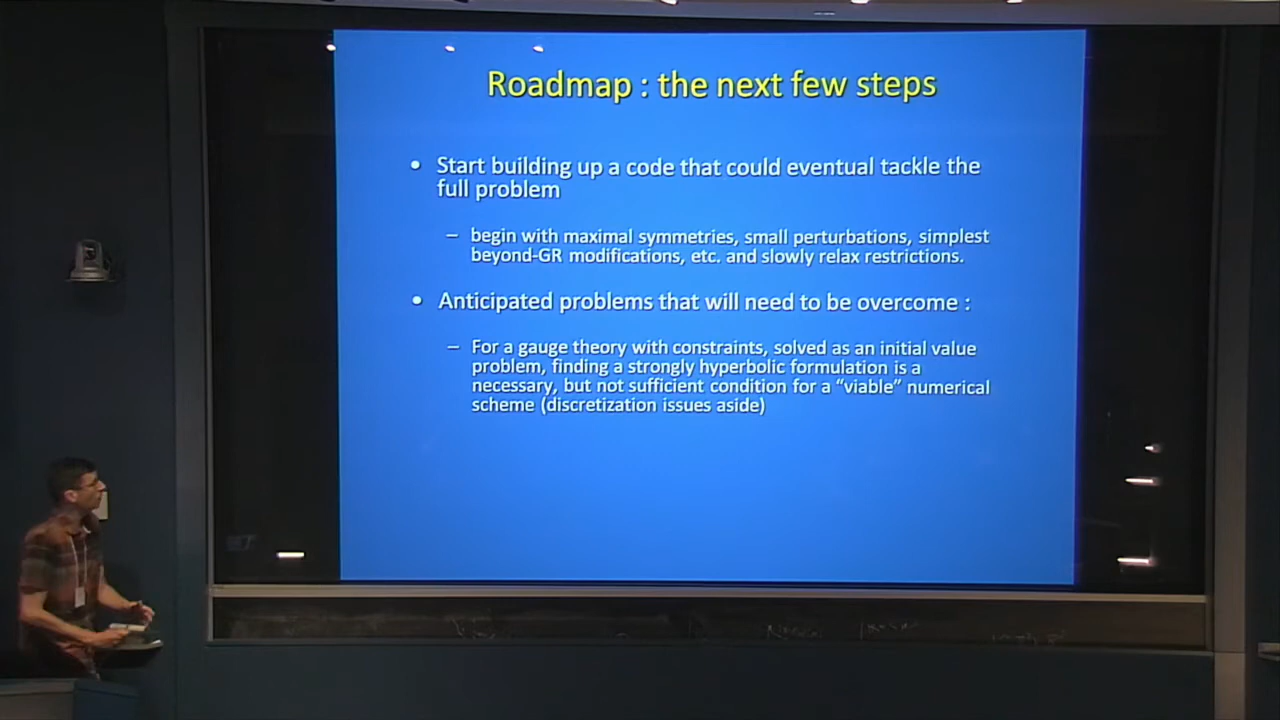 Roadmap : the next few steps
• Start building up a code that could eventual tackle the
full problem
– begin with maximal symmetries, small perturbations, simplest
beyond-GR modifications, etc. and slowly relax restrictions.
• Anticipated problems that will need to be overcome :
– For a gauge theory with constraints, solved as an initial value
problem, finding a strongly hyperbolic formulation is a
necessary, but not sufficient condition for a “viable” numerical
scheme (discretization issues aside)